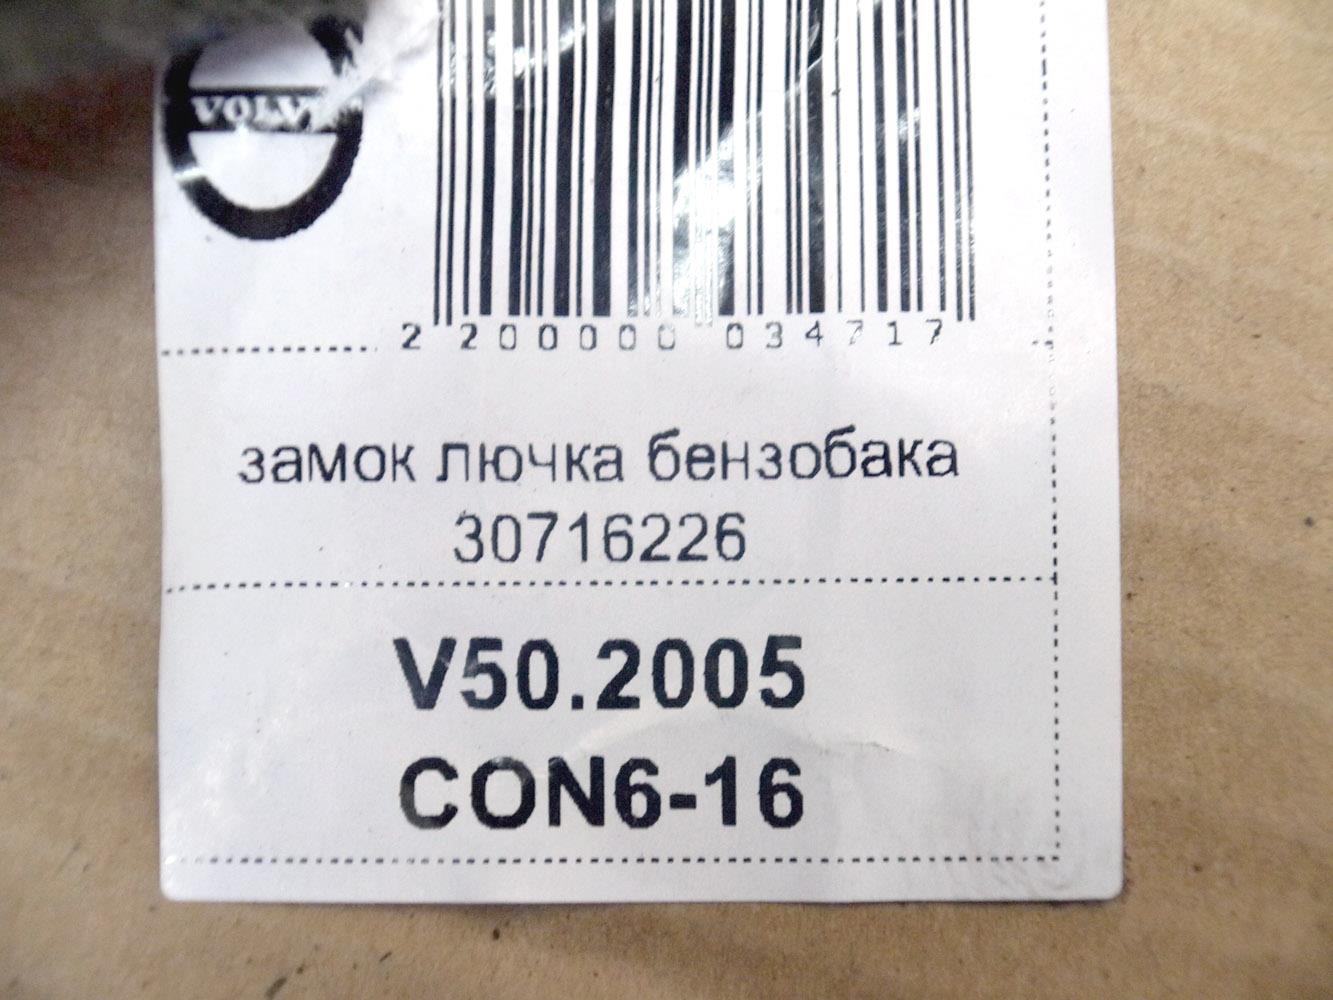 VOLVO
2 200000 034717
замок лючка бензобака
30716226
V50.2005
CON6-16